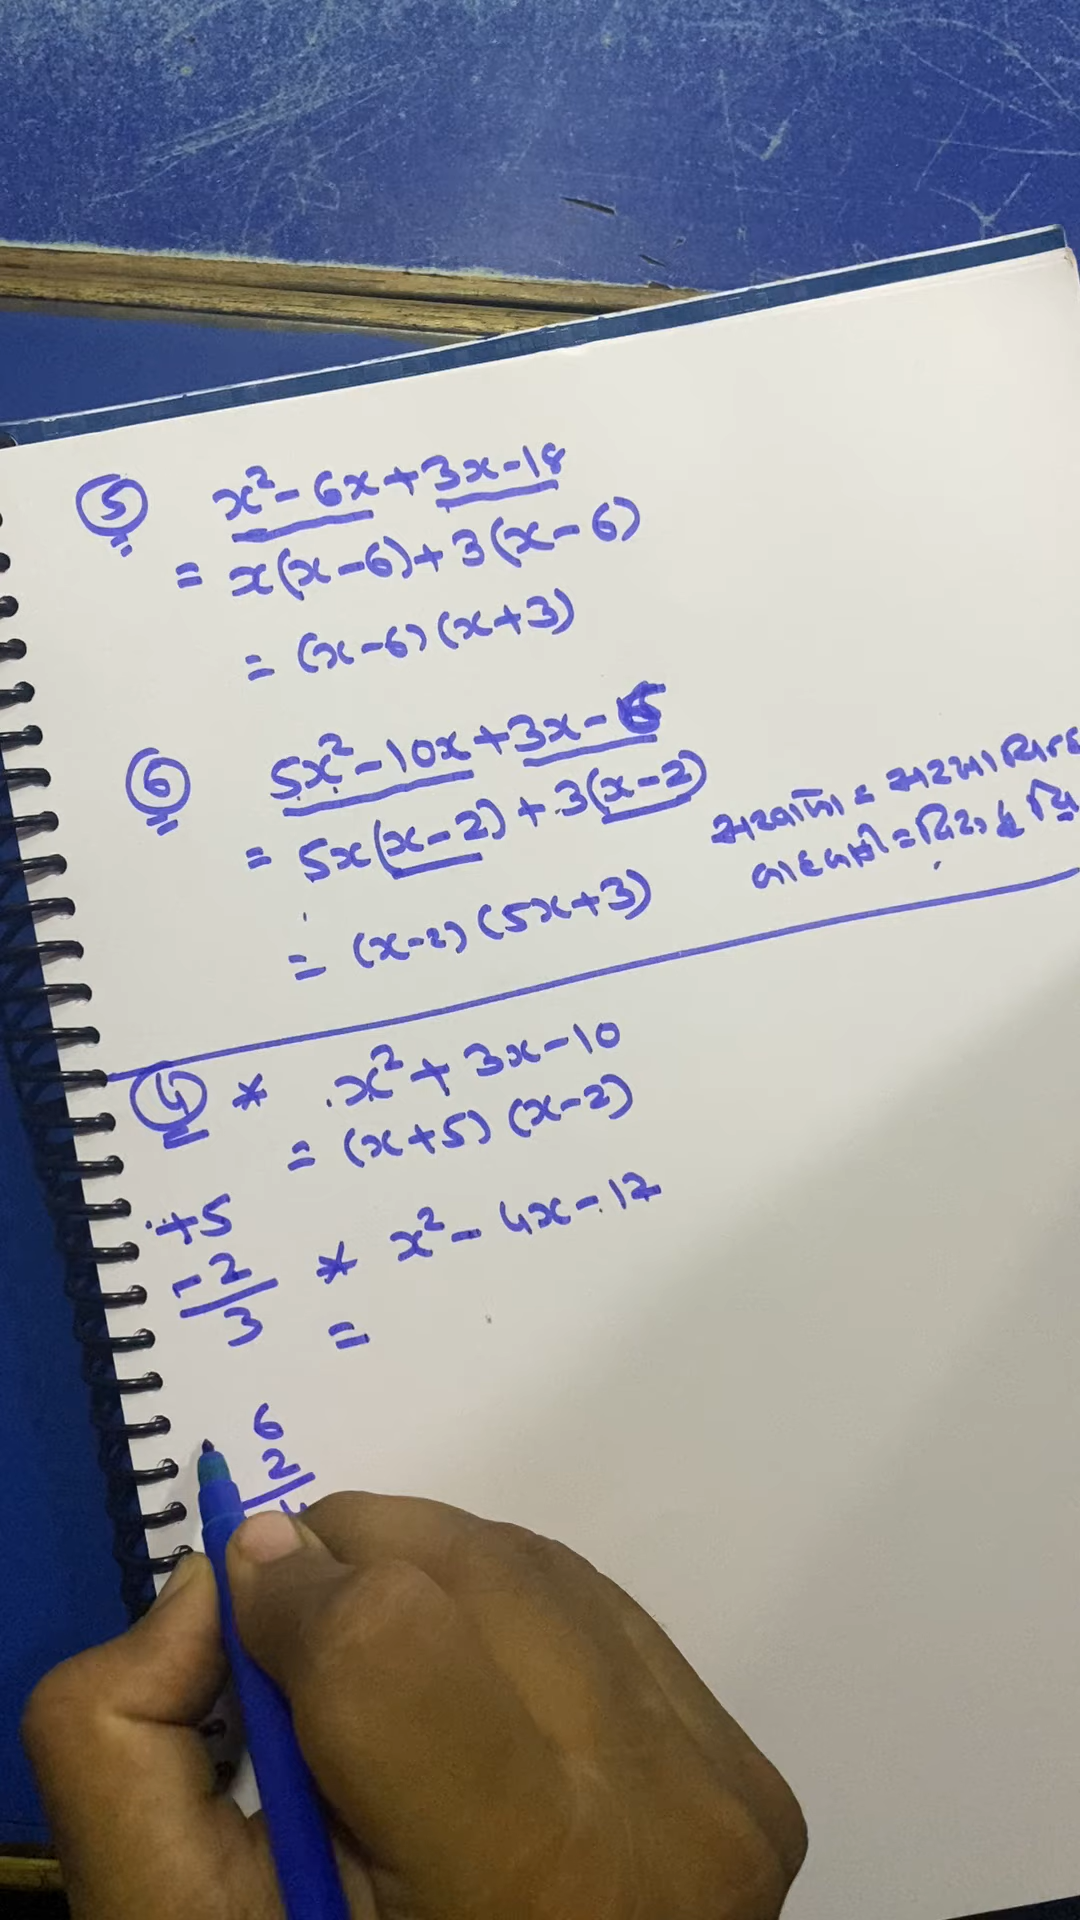 5 x² - 6x + 3x - 18
= x(x - 6) + 3(x - 6)
= (x - 6) (x + 3)
6 5x² - 10x + 3x - 6
= 5x(x - 2) + 3(x - 2)
= (x - 2) (5x + 3)
* x² + 3x - 10
= (x + 5) (x - 2)
+5
-2
3
* x² - 4x - 12
=
6
2